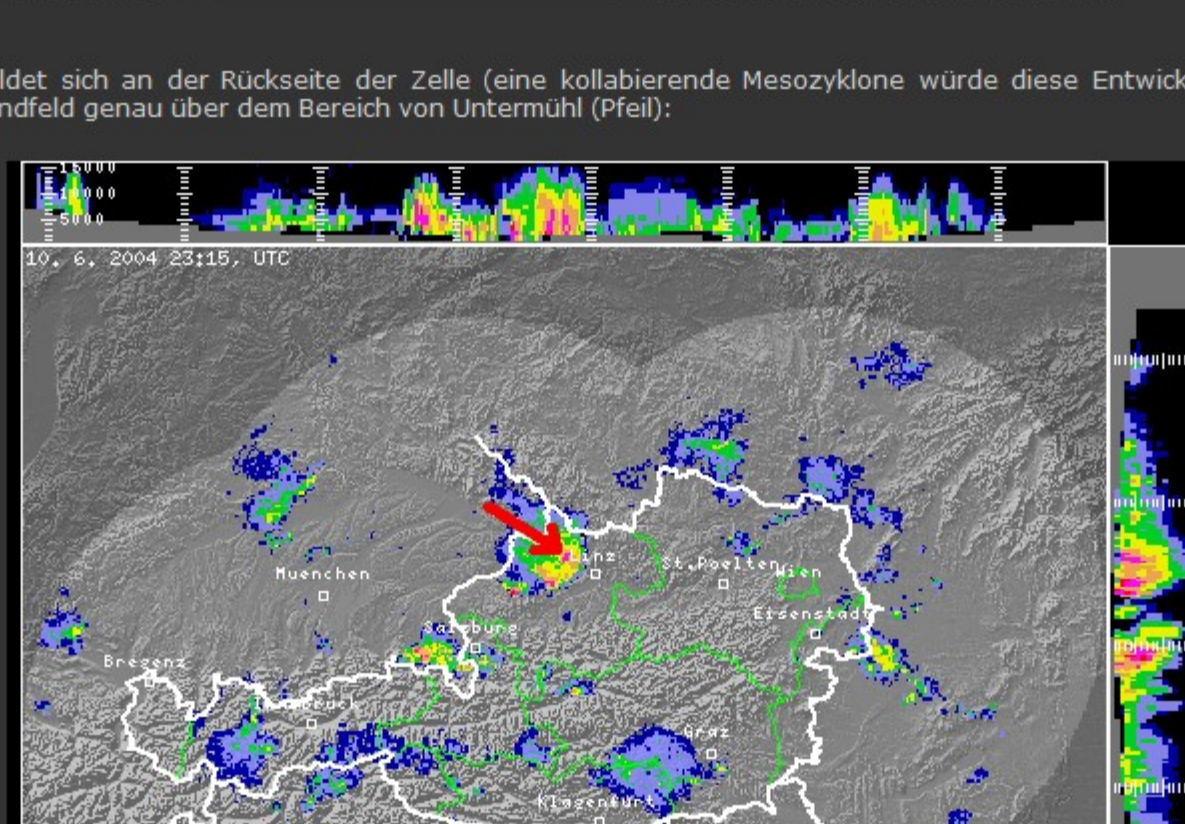 ldet sich an der Rückseite der Zelle (eine kollabierende Mesozyklone würde diese Entwick
ndfeld genau über dem Bereich von Untermühl (Pfeil):
15000
10000
5000
10. 6. 2004 23:15, UTC
Linz
Muenchen
St.Poelten
Wien
Eisenstadt
Salzburg
Bregenz
Innsbruck
Graz
Klagenfurt